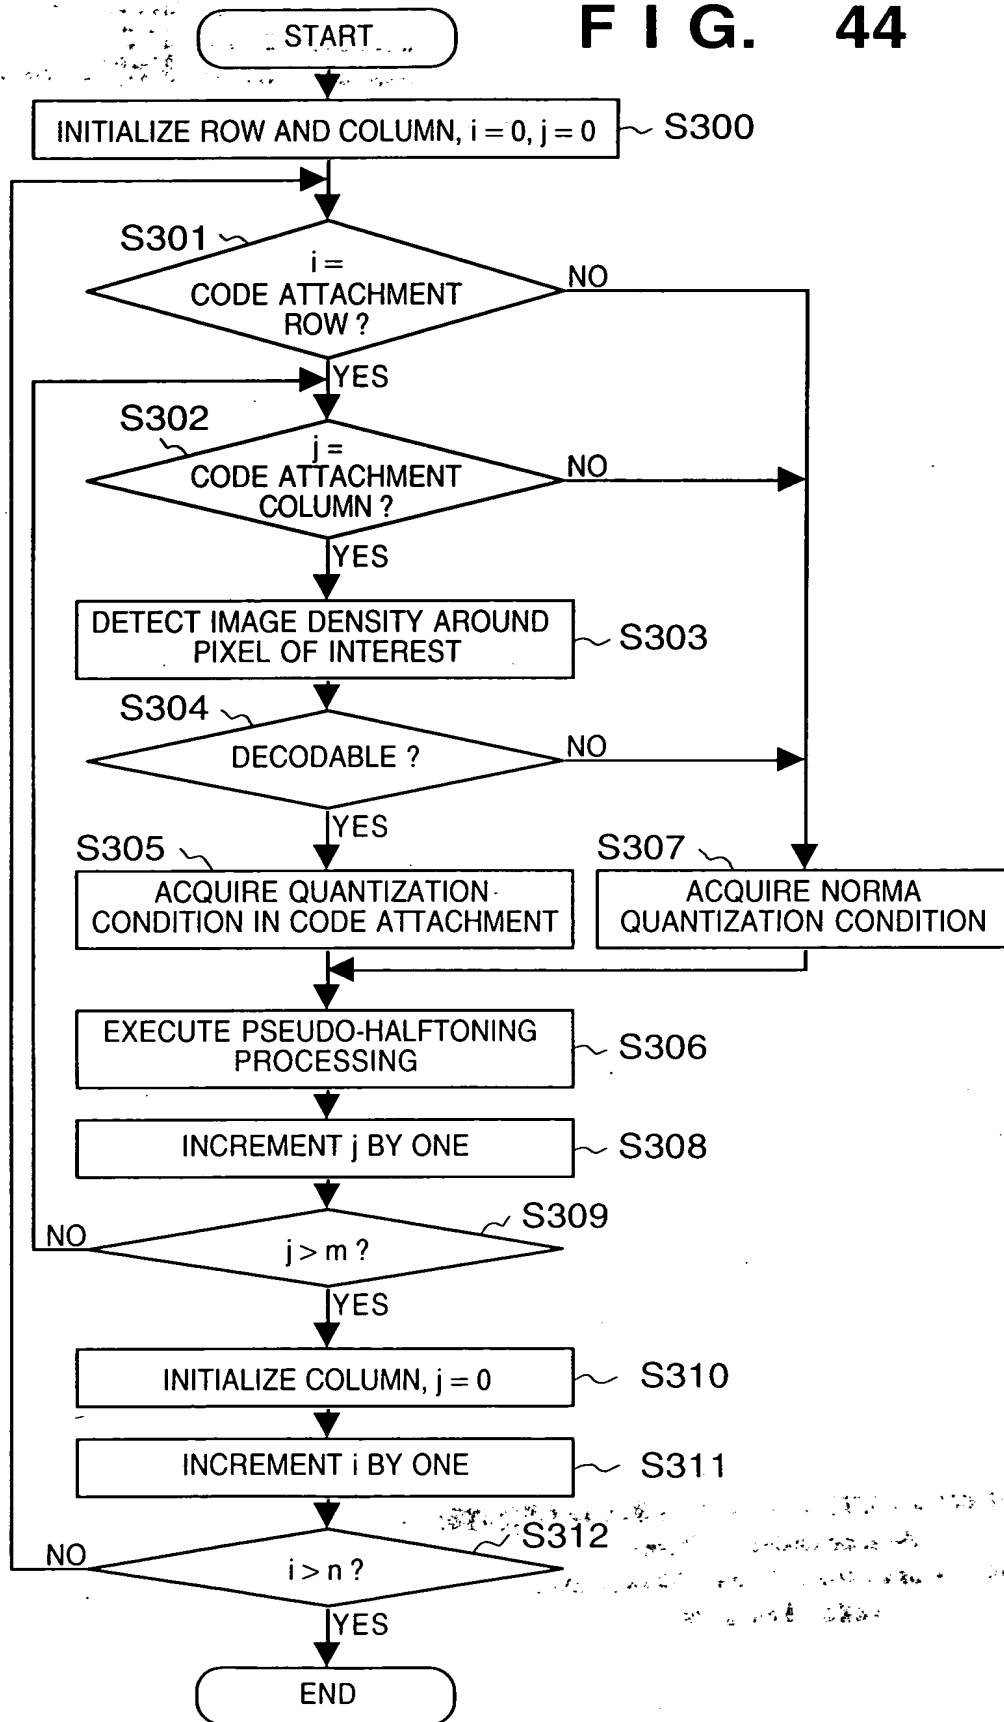 FIG. 44
START
INITIALIZE ROW AND COLUMN, i = 0, j = 0
S300
S301
i =
CODE ATTACHMENT
ROW ?
NO
YES
S302
j =
CODE ATTACHMENT
COLUMN ?
NO
YES
DETECT IMAGE DENSITY AROUND
PIXEL OF INTEREST
S303
S304
DECODABLE ?
NO
YES
S305
ACQUIRE QUANTIZATION
CONDITION IN CODE ATTACHMENT
S307
ACQUIRE NORMA
QUANTIZATION CONDITION
EXECUTE PSEUDO-HALFTONING
PROCESSING
S306
INCREMENT j BY ONE
S308
S309
j > m ?
NO
YES
INITIALIZE COLUMN, j = 0
S310
INCREMENT i BY ONE
S311
S312
i > n ?
NO
YES
END